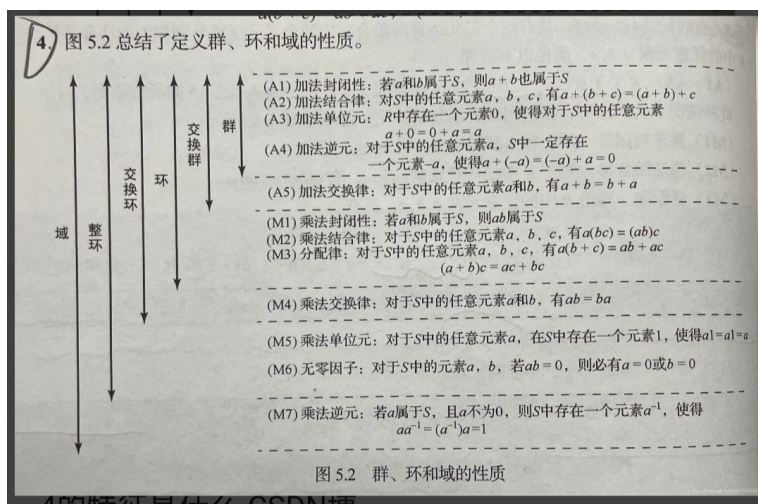 4. 图 5.2 总结了定义群、环和域的性质。
(A1) 加法封闭性：若a和b属于S，则a + b也属于S
(A2) 加法结合律：对S中的任意元素a，b，c，有a + (b + c) = (a + b) + c
(A3) 加法单位元： R中存在一个元素0，使得对于S中的任意元素
a + 0 = 0 + a = a
(A4) 加法逆元：对于S中的任意元素a，S中一定存在
一个元素–a，使得a + (–a) = (–a) + a = 0
(A5) 加法交换律：对于S中的任意元素a和b，有a + b = b + a
(M1) 乘法封闭性：若a和b属于S，则ab属于S
(M2) 乘法结合律：对于S中的任意元素a、b、c，有a(bc) = (ab)c
(M3) 分配律：对于S中的任意元素a，b，c，有a(b + c) = ab + ac
(a + b)c = ac + bc
(M4) 乘法交换律：对于S中的任意元素a和b，有ab = ba
(M5) 乘法单位元：对于S中的任意元素a，在S中存在一个元素1，使得a1=a1=a
(M6) 无零因子：对于S中的元素a，b，若ab = 0，则必有a = 0或b = 0
(M7) 乘法逆元：若a属于S，且a不为0，则S中存在一个元素a⁻¹，使得
aa⁻¹ = (a⁻¹)a=1
域
整环
交换环
环
交换群
群
图 5.2 群、环和域的性质